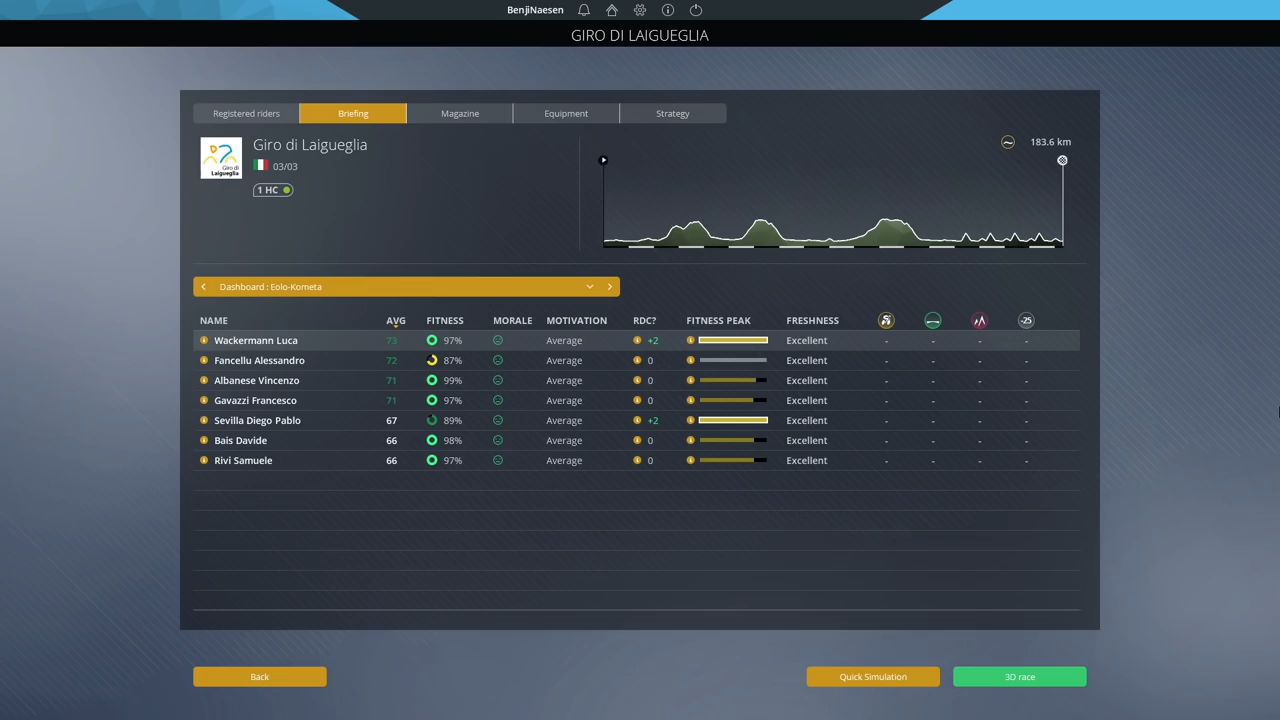 BenjiNaesen
GIRO DI LAIGUEGLIA
Registered riders Briefing Magazine Equipment Strategy
Giro di Laigueglia
03/03
1 HC
Giro di
Laigueglia
183.6 km
Dashboard : Eolo-Kometa
NAME AVG FITNESS MORALE MOTIVATION RDC? FITNESS PEAK FRESHNESS -25
Wackermann Luca 73 97% Average +2 Excellent - - - -
Fancellu Alessandro 72 87% Average 0 Excellent - - - -
Albanese Vincenzo 71 99% Average 0 Excellent - - - -
Gavazzi Francesco 71 97% Average 0 Excellent - - - -
Sevilla Diego Pablo 67 89% Average +2 Excellent - - - -
Bais Davide 66 98% Average 0 Excellent - - - -
Rivi Samuele 66 97% Average 0 Excellent - - - -
Back Quick Simulation 3D race